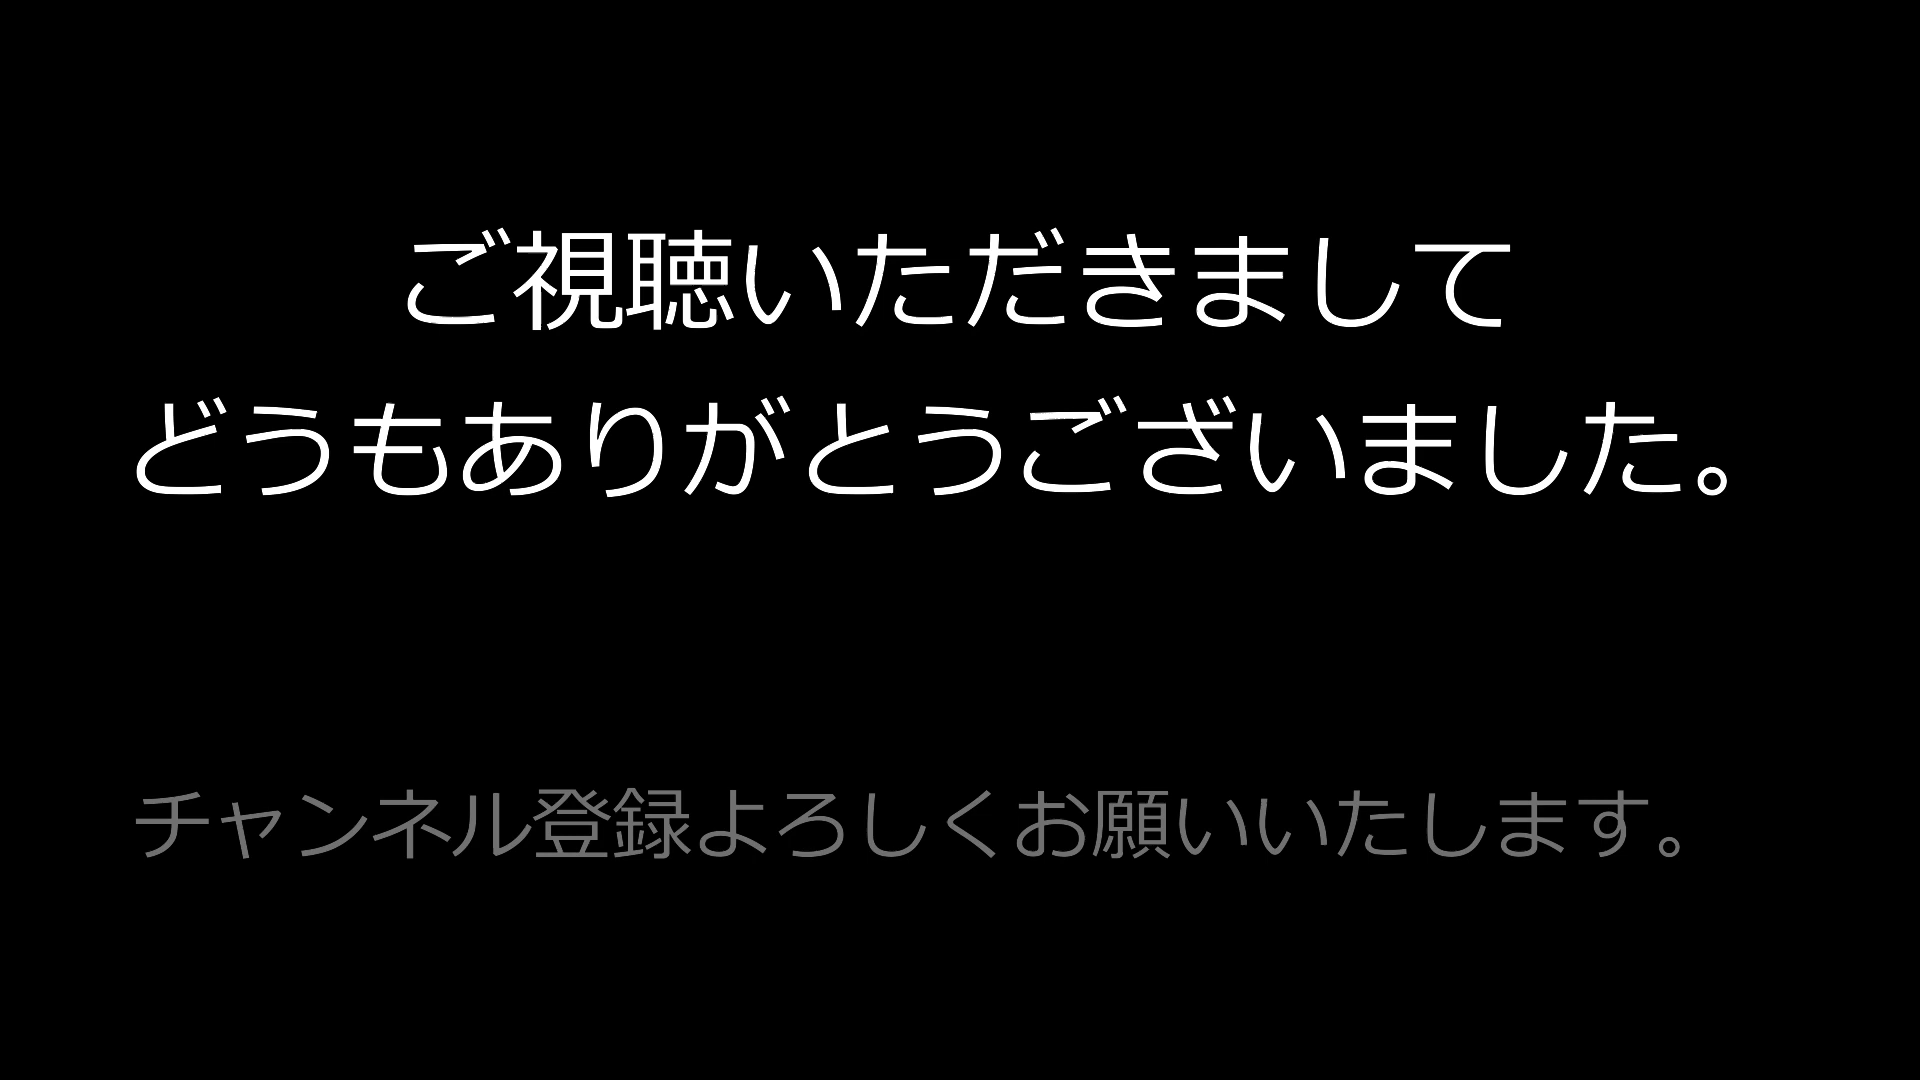 ご視聴いただきまして
どうもありがとうございました。
チャンネル登録よろしくお願いいたします。